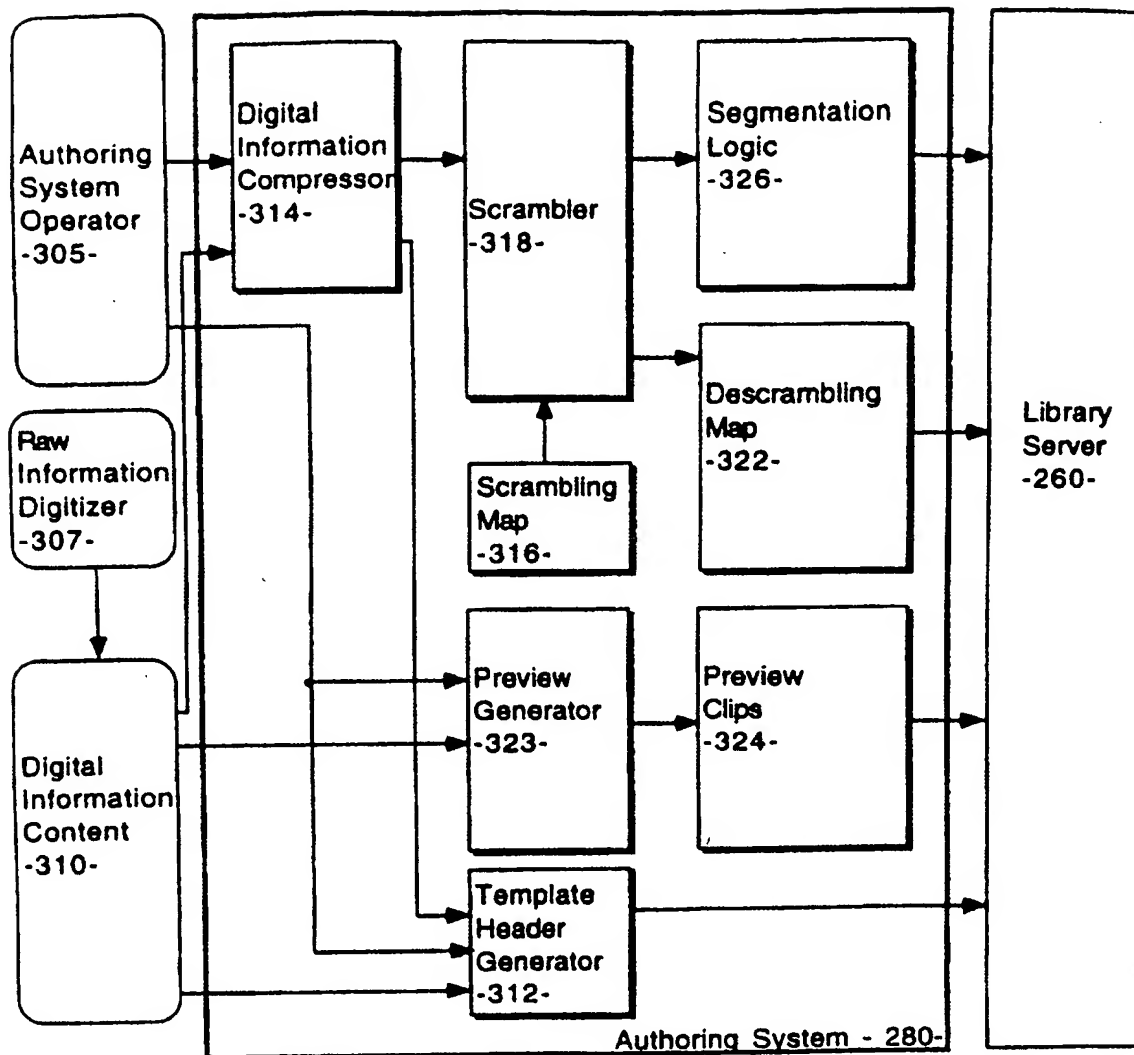 Authoring
System
Operator
-305-
Raw
Information
Digitizer
-307-
Digital
Information
Content
-310-
Digital
Information
Compressor
-314-
Scrambler
-318-
Scrambling
Map
-316-
Segmentation
Logic
-326-
Descrambling
Map
-322-
Preview
Generator
-323-
Preview
Clips
-324-
Template
Header
Generator
-312-
Authoring System - 280-
Library
Server
-260-